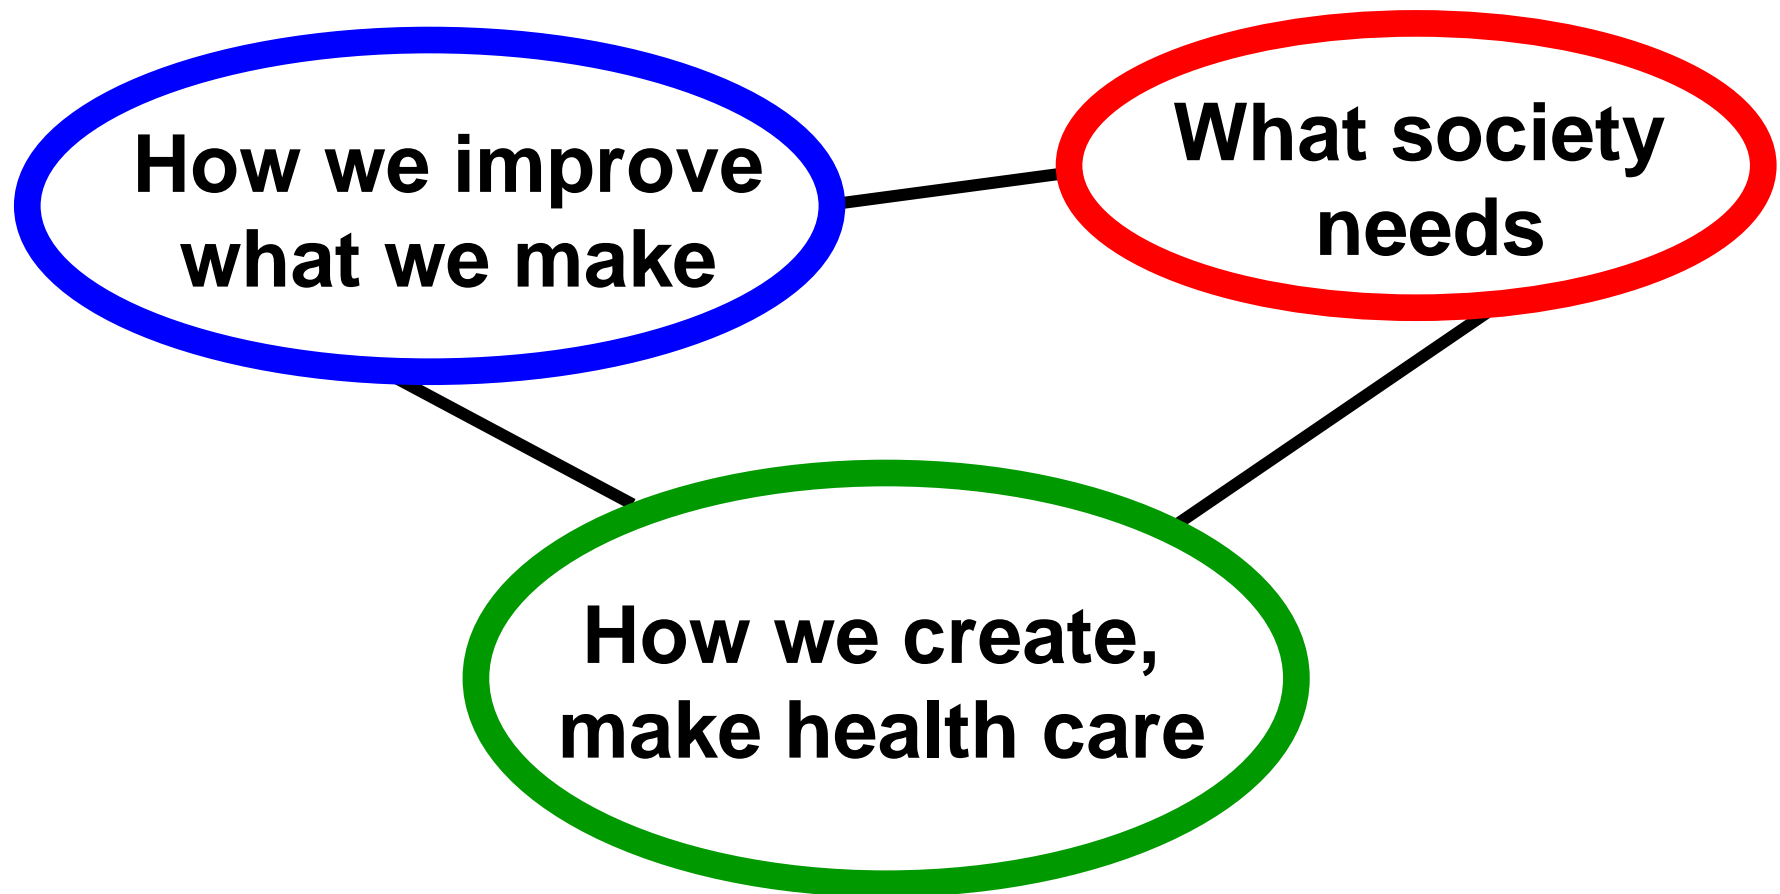 How we improve
what we make
What society
needs
How we create,
make health care